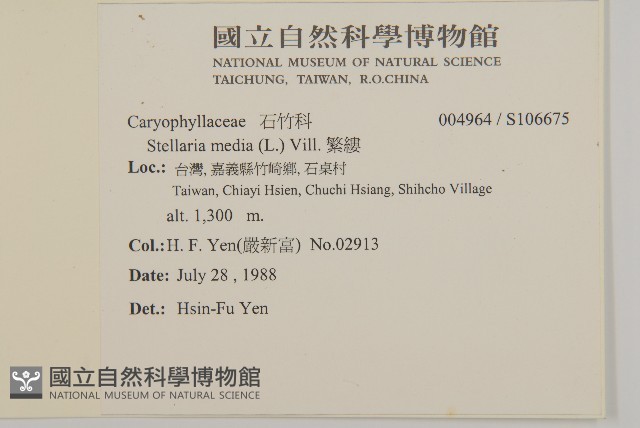 國立自然科學博物館
NATIONAL MUSEUM OF NATURAL SCIENCE
TAICHUNG, TAIWAN, R.O.CHINA
Caryophyllaceae 石竹科 004964 / S106675
Stellaria media (L.) Vill. 繁縷
Loc.: 台灣, 嘉義縣竹崎鄉, 石桌村
Taiwan, Chiayi Hsien, Chuchi Hsiang, Shihcho Village
alt. 1,300 m.
Col.: H. F. Yen(嚴新富) No.02913
Date: July 28 , 1988
Det.: Hsin-Fu Yen
國立自然科學博物館
NATIONAL MUSEUM OF NATURAL SCIENCE